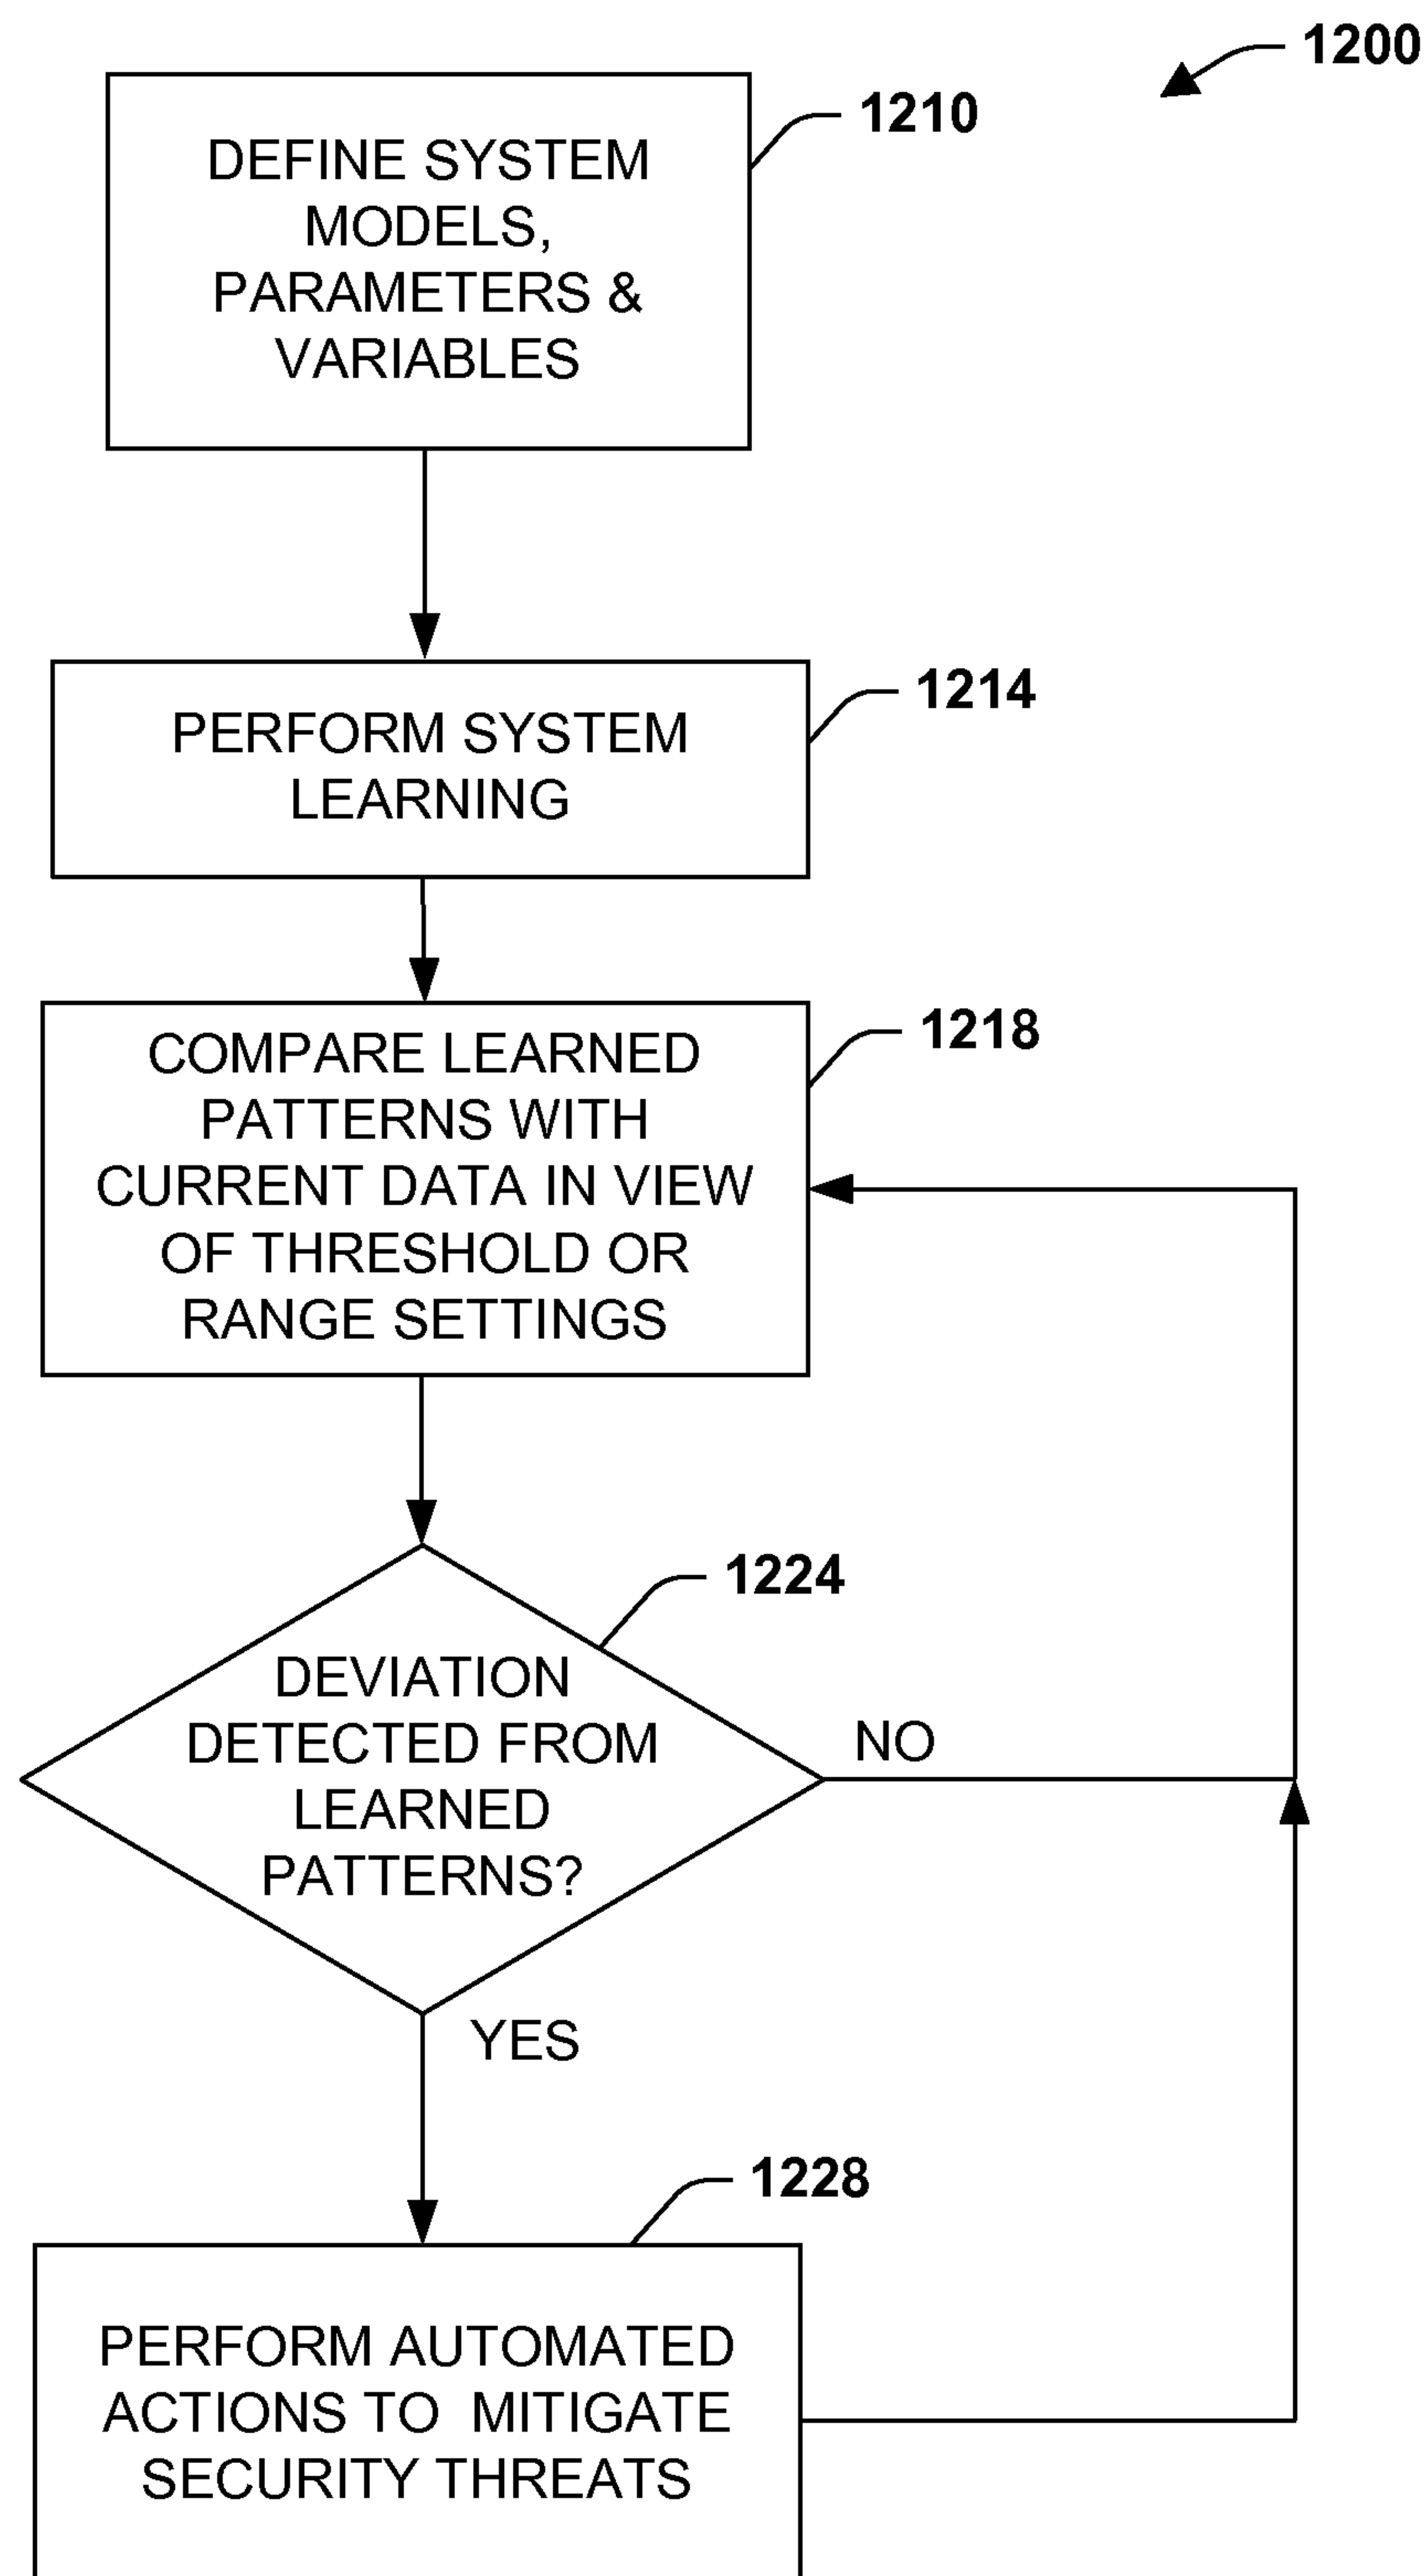 1200
1210
DEFINE SYSTEM
MODELS,
PARAMETERS &
VARIABLES
1214
PERFORM SYSTEM
LEARNING
1218
COMPARE LEARNED
PATTERNS WITH
CURRENT DATA IN VIEW
OF THRESHOLD OR
RANGE SETTINGS
1224
DEVIATION
DETECTED FROM
LEARNED
PATTERNS?
NO
YES
1228
PERFORM AUTOMATED
ACTIONS TO MITIGATE
SECURITY THREATS